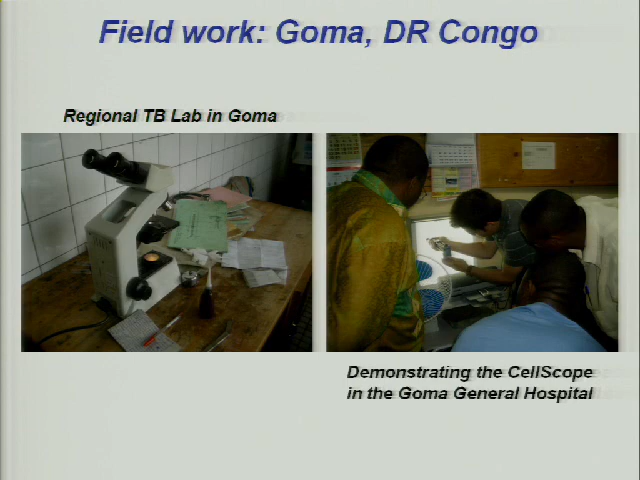 Field work: Goma, DR Congo
Regional TB Lab in Goma
Demonstrating the CellScope
in the Goma General Hospital